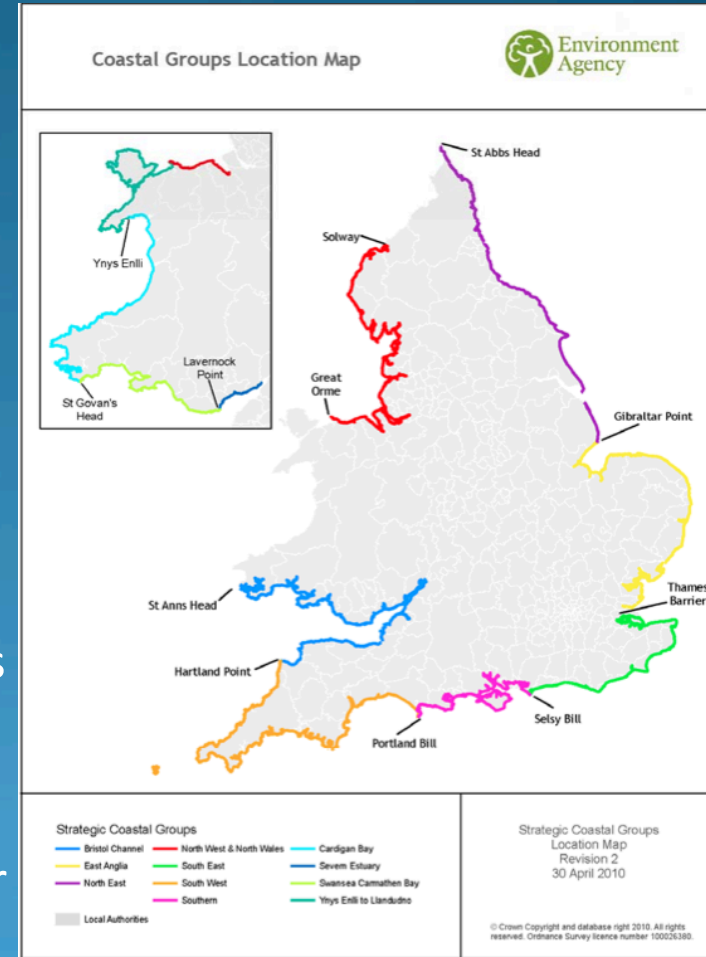 Coastal Groups Location Map
Environment
Agency
St Abbs Head
Solway
Ynys Enlli
Lavernock
Point
St Govan's
Head
Great
Orme
Gibraltar Point
St Anns Head
Thames
Barrier
Hartland Point
Selsy Bill
Portland Bill
Strategic Coastal Groups
Bristol Channel
North West & North Wales
Cardigan Bay
East Anglia
South East
Severn Estuary
North East
South West
Swansea Carmathen Bay
Southern
Ynys Enlli to Llandudno
Local Authorities
Strategic Coastal Groups
Location Map
Revision 2
30 April 2010
© Crown Copyright and database right 2010. All rights
reserved. Ordnance Survey licence number 100026380.
s
r